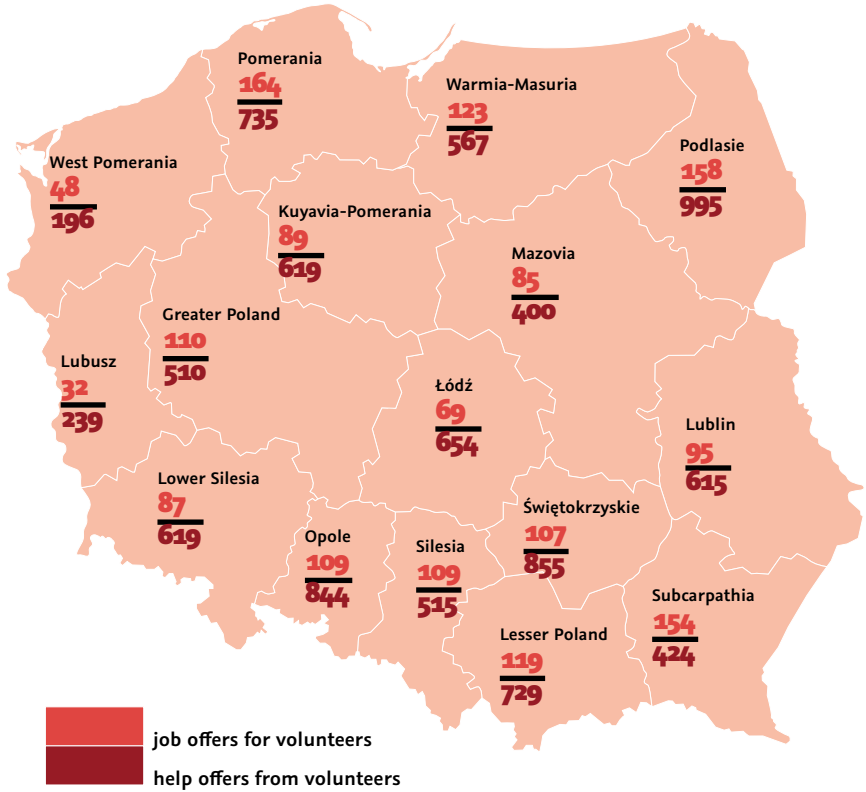 Pomerania
164
735
Warmia-Masuria
123
567
Podlasie
158
995
West Pomerania
48
196
Kuyavia-Pomerania
89
619
Mazovia
85
400
Greater Poland
110
510
Lubusz
32
239
Łódź
69
654
Lublin
95
615
Lower Silesia
87
619
Świętokrzyskie
107
855
Opole
109
844
Silesia
109
515
Subcarpathia
154
424
Lesser Poland
119
729
job offers for volunteers
help offers from volunteers